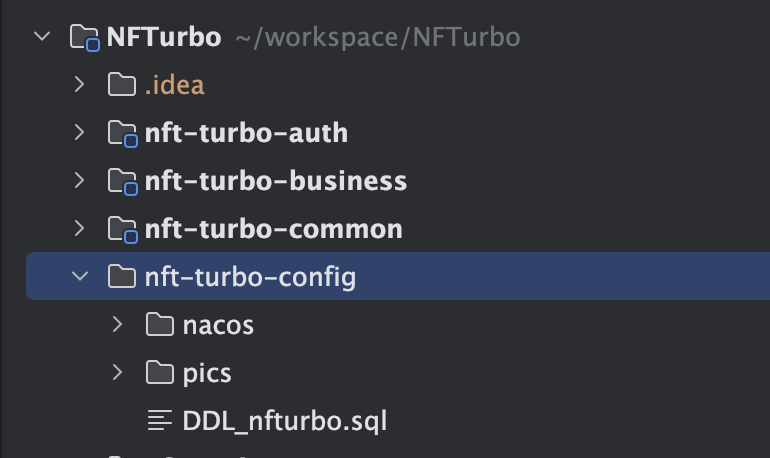 NFTurbo ~/workspace/NFTurbo
.idea
nft-turbo-auth
nft-turbo-business
nft-turbo-common
nft-turbo-config
nacos
pics
DDL_nfturbo.sql